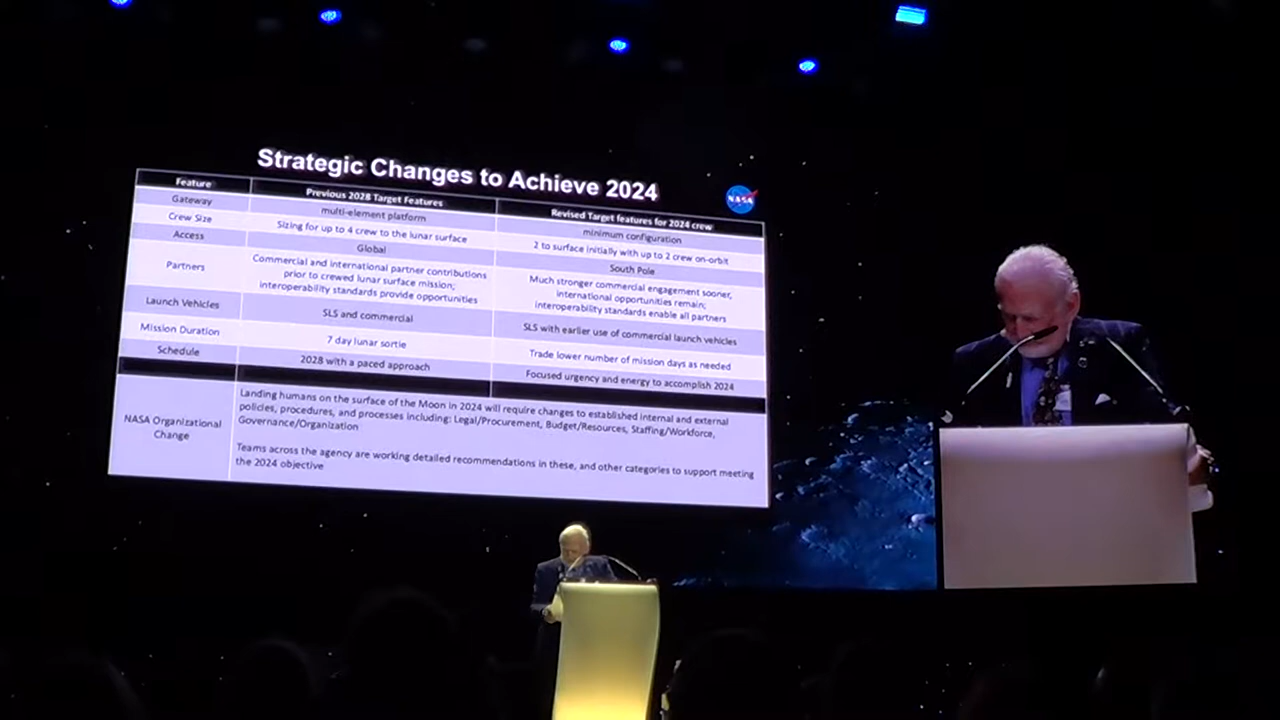 Strategic Changes to Achieve 2024
NASA
Feature Previous 2028 Target Features Revised Target features for 2024 crew
Gateway multi-element platform minimum configuration
Crew Size Sizing for up to 4 crew to the lunar surface 2 to surface initially with up to 2 crew on-orbit
Access Global South Pole
Partners
Commercial and international partner contributions
prior to crewed lunar surface mission;
interoperability standards provide opportunities
Much stronger commercial engagement sooner,
international opportunities remain;
interoperability standards enable all partners
Launch Vehicles SLS and commercial SLS with earlier use of commercial launch vehicles
Mission Duration 7 day lunar sortie Trade lower number of mission days as needed
Schedule 2028 with a paced approach Focused urgency and energy to accomplish 2024
NASA Organizational
Change
Landing humans on the surface of the Moon in 2024 will require changes to established internal and external
policies, procedures, and processes including: Legal/Procurement, Budget/Resources, Staffing/Workforce,
Governance/Organization
Teams across the agency are working detailed recommendations in these, and other categories to support meeting
the 2024 objective